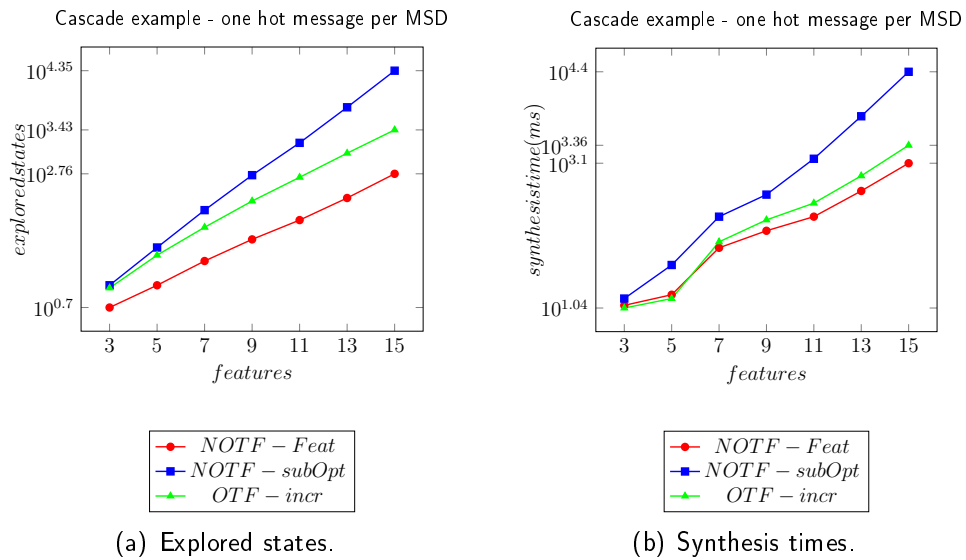 Cascade example - one hot message per MSD
exploredstates
10^4.35
10^3.43
10^2.76
10^0.7
3 5 7 9 11 13 15
features
NOTF − Feat
NOTF − subOpt
OTF − incr
(a) Explored states.
Cascade example - one hot message per MSD
synthesistime(ms)
10^4.4
10^3.36
10^3.1
10^1.04
3 5 7 9 11 13 15
features
NOTF − Feat
NOTF − subOpt
OTF − incr
(b) Synthesis times.